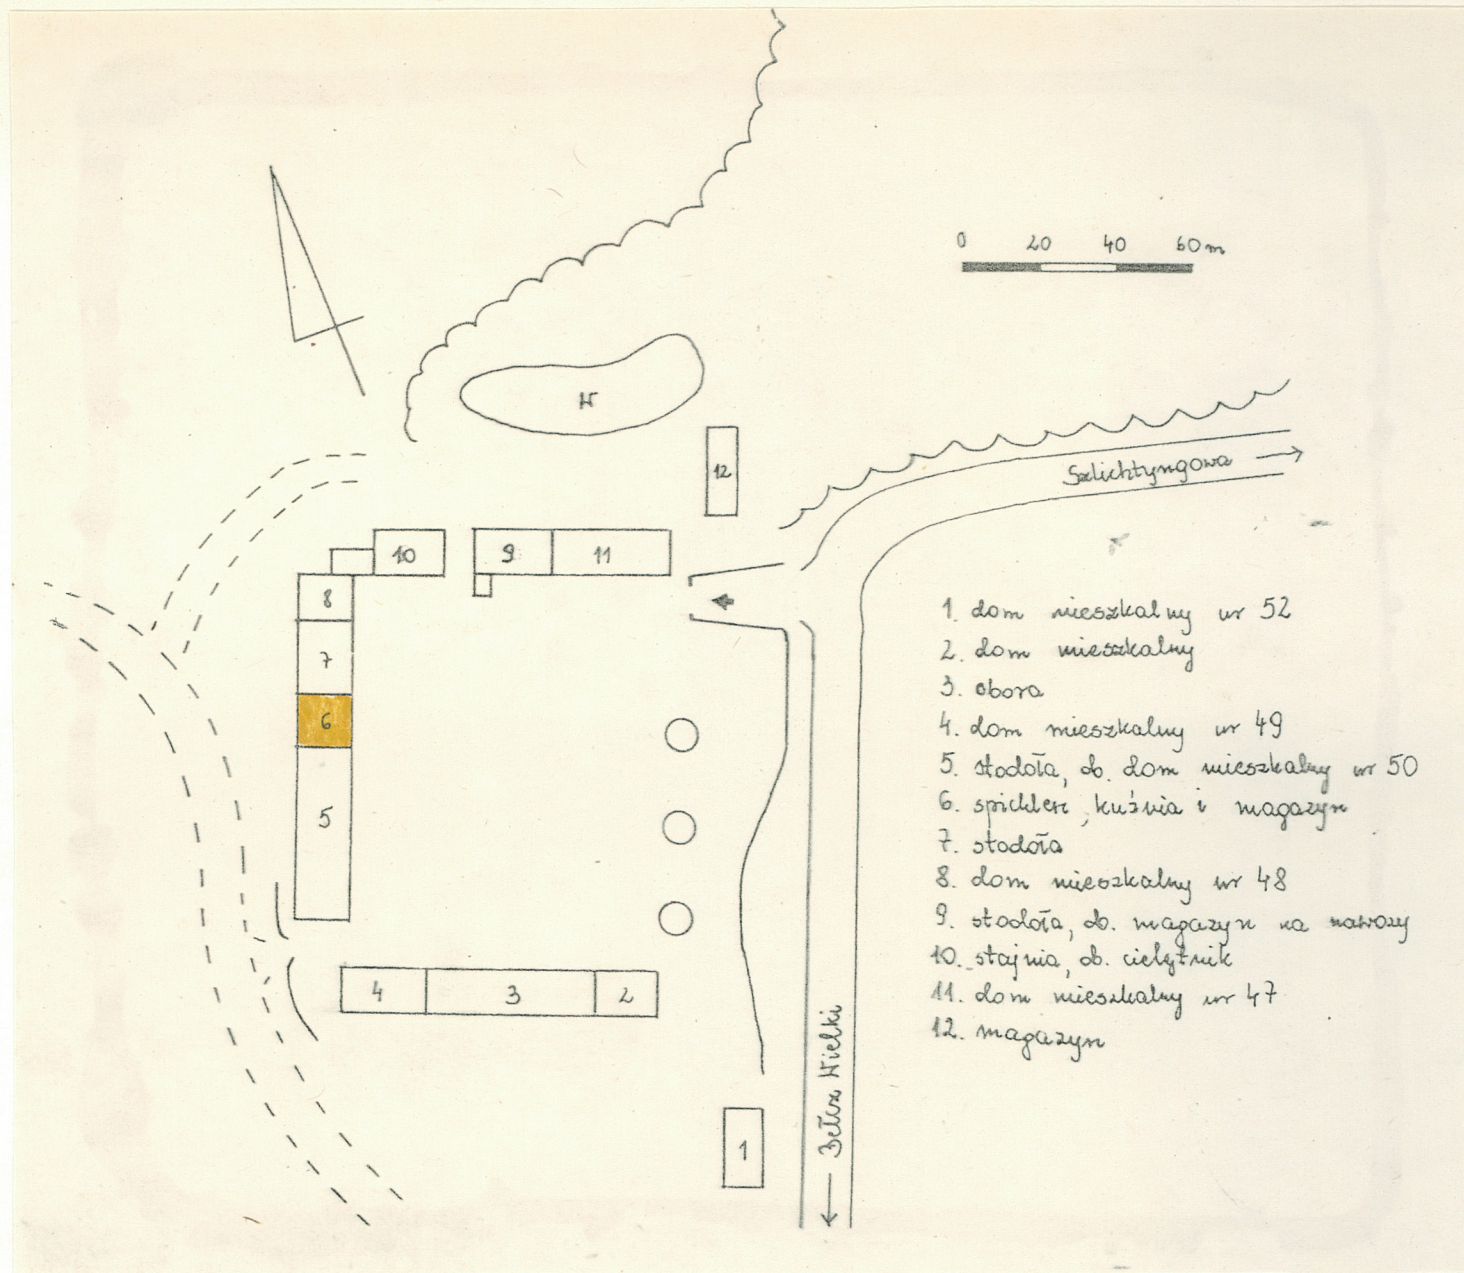 0 20 40 60 m
W
12
Szlichtyngowa
10
9
11
8
7
6
5
4
3
2
1
Bełcz Wielki
1. dom mieszkalny nr 52
2. dom mieszkalny
3. obora
4. dom mieszkalny nr 49
5. stodoła, ob. dom mieszkalny nr 50
6. spichlerz, kuźnia i magazyn
7. stodoła
8. dom mieszkalny nr 48
9. stodoła, ob. magazyn na nawozy
10. stajnia, ob. cielętnik
11. dom mieszkalny nr 47
12. magazyn